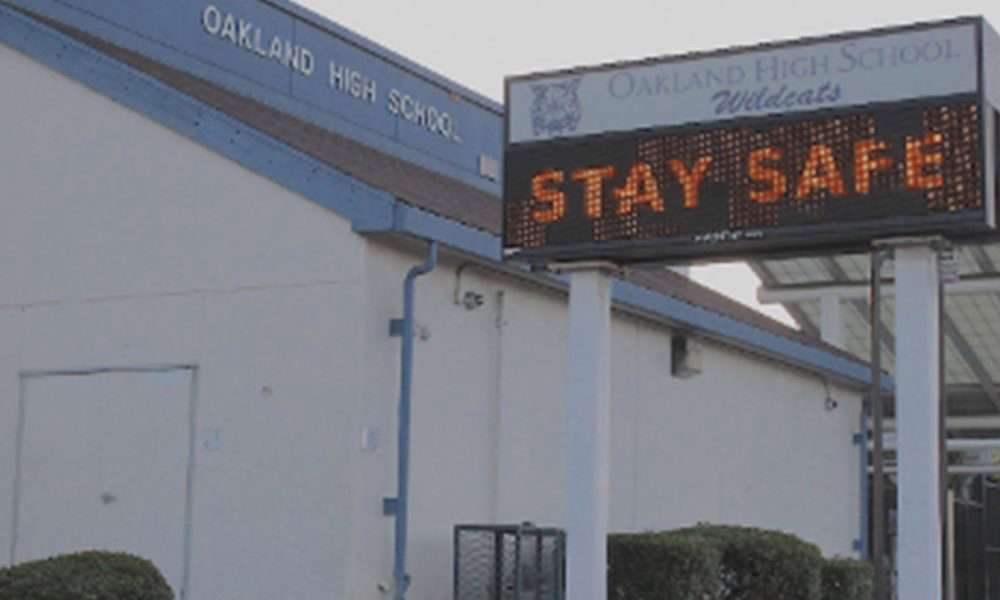 OAKLAND HIGH SCHOOL
OAKLAND HIGH SCHOOL
Wildcats
STAY SAFE